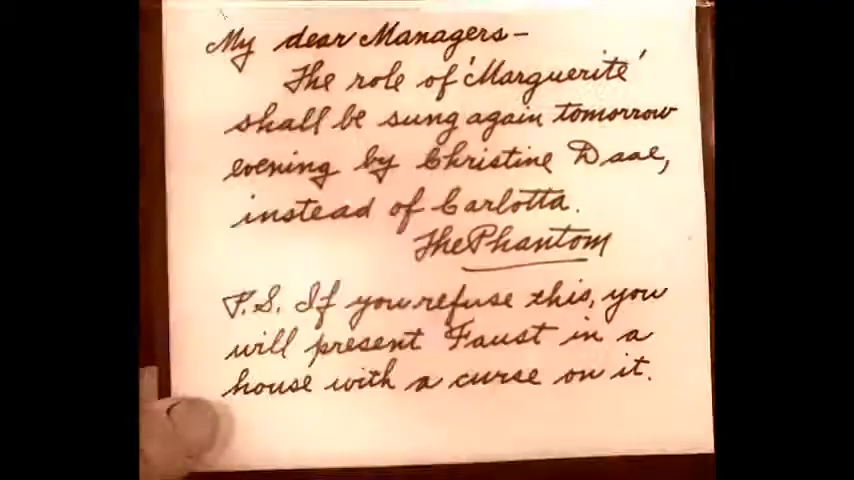 My dear Managers—
The role of 'Marguerite'
shall be sung again tomorrow
evening by Christine Daae,
instead of Carlotta.
The Phantom
P.S. If you refuse this, you
will present Faust in a
house with a curse on it.